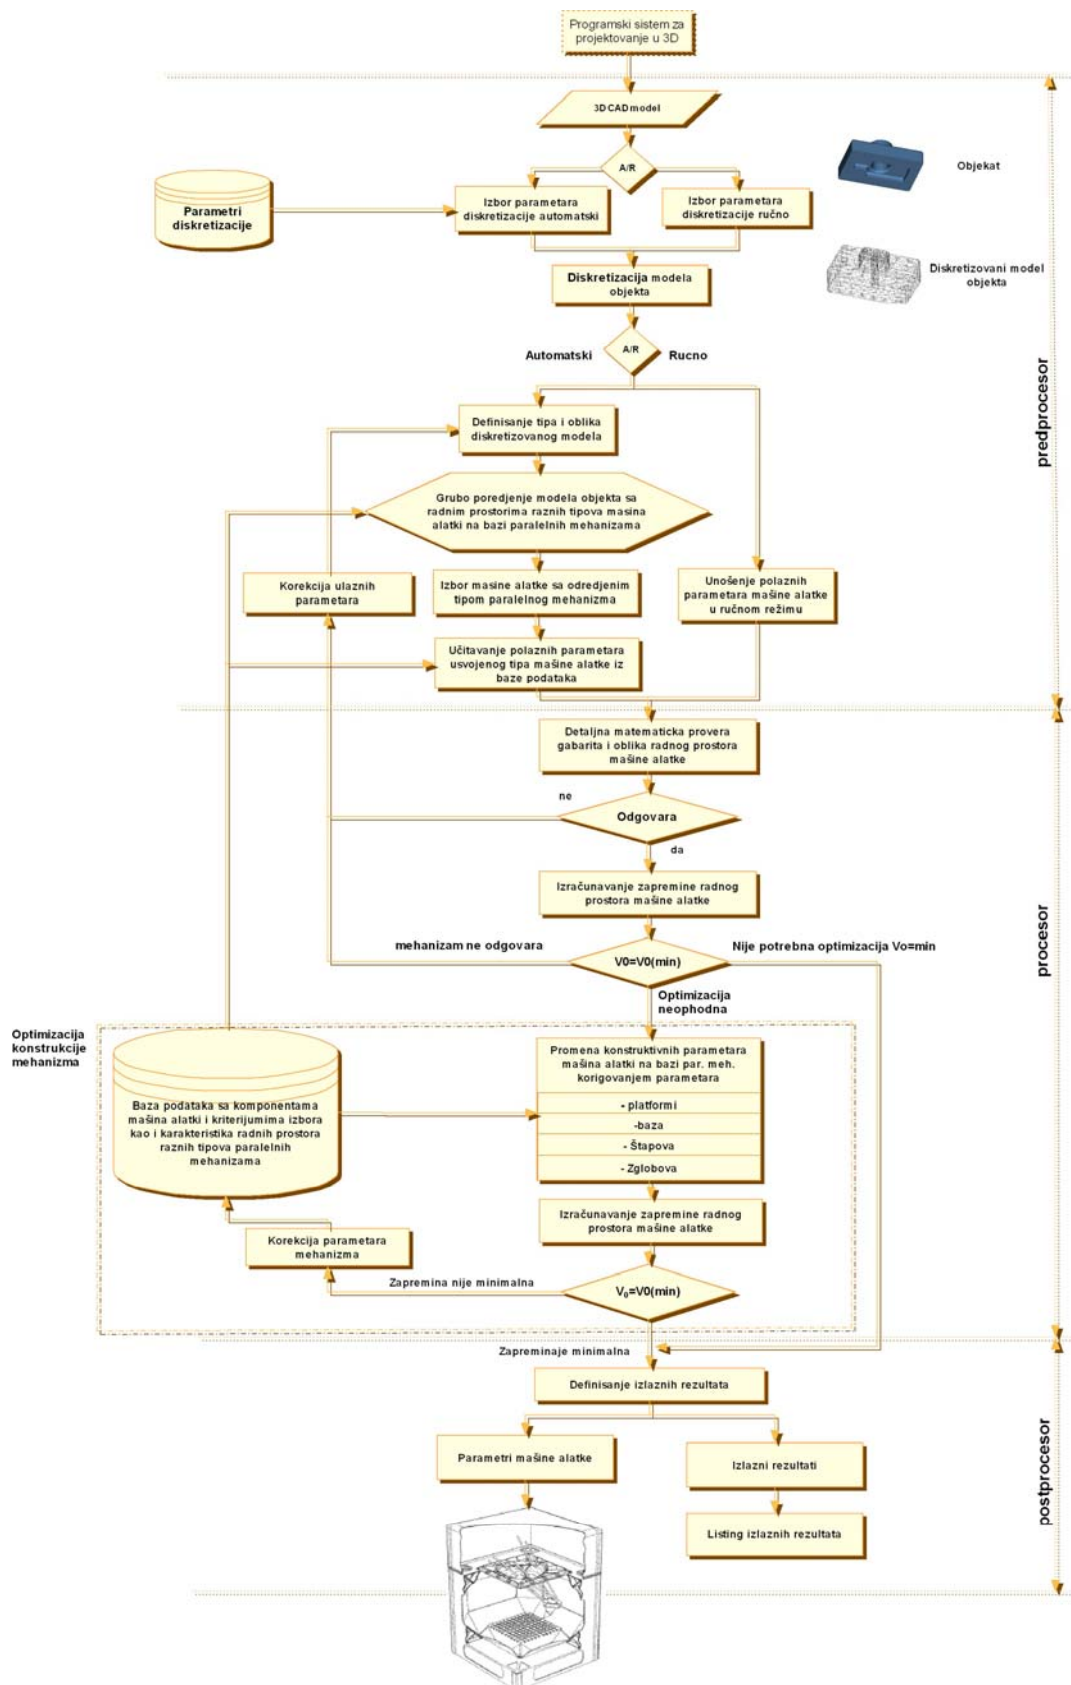 Programski sistem za
projektovanje u 3D
3D CAD model
A/R
Objekat
Parametri
diskretizacije
Izbor parametara
diskretizacije automatski
Izbor parametara
diskretizacije ručno
Diskretizacija modela
objekta
Diskretizovani model
objekta
Automatski
A/R
Rucno
predprocesor
Definisanje tipa i oblika
diskretizovanog modela
Grubo poredjenje modela objekta sa
radnim prostorima raznih tipova masina
alatki na bazi paralelnih mehanizama
Korekcija ulaznih
parametara
Izbor masine alatke sa odredjenim
tipom paralelnog mehanizma
Unošenje polaznih
parametara mašine alatke
u ručnom režimu
Učitavanje polaznih parametara
usvojenog tipa mašine alatke iz
baze podataka
Detaljna matematicka provera
gabarita i oblika radnog prostora
mašine alatke
ne
Odgovara
da
Izračunavanje zapremine radnog
prostora mašine alatke
procesor
mehanizam ne odgovara
Nije potrebna optimizacija Vo=min
V0=V0(min)
Optimizacija
neophodna
Optimizacija
konstrukcije
mehanizma
Promena konstruktivnih parametara
mašina alatki na bazi par. meh.
korigovanjem parametara
- platformi
-baza
- Štapova
- Zglobova
Baza podataka sa komponentama
mašina alatki i kriterijumima izbora
kao i karakteristika radnih prostora
raznih tipova paralelnih
mehanizama
Izračunavanje zapremine radnog
prostora mašine alatke
Korekcija parametara
mehanizma
Zapremina nije minimalna
V₀=V0(min)
Zapreminaje minimalna
Definisanje izlaznih rezultata
Parametri mašine alatke
Izlazni rezultati
Listing izlaznih rezultata
postprocesor